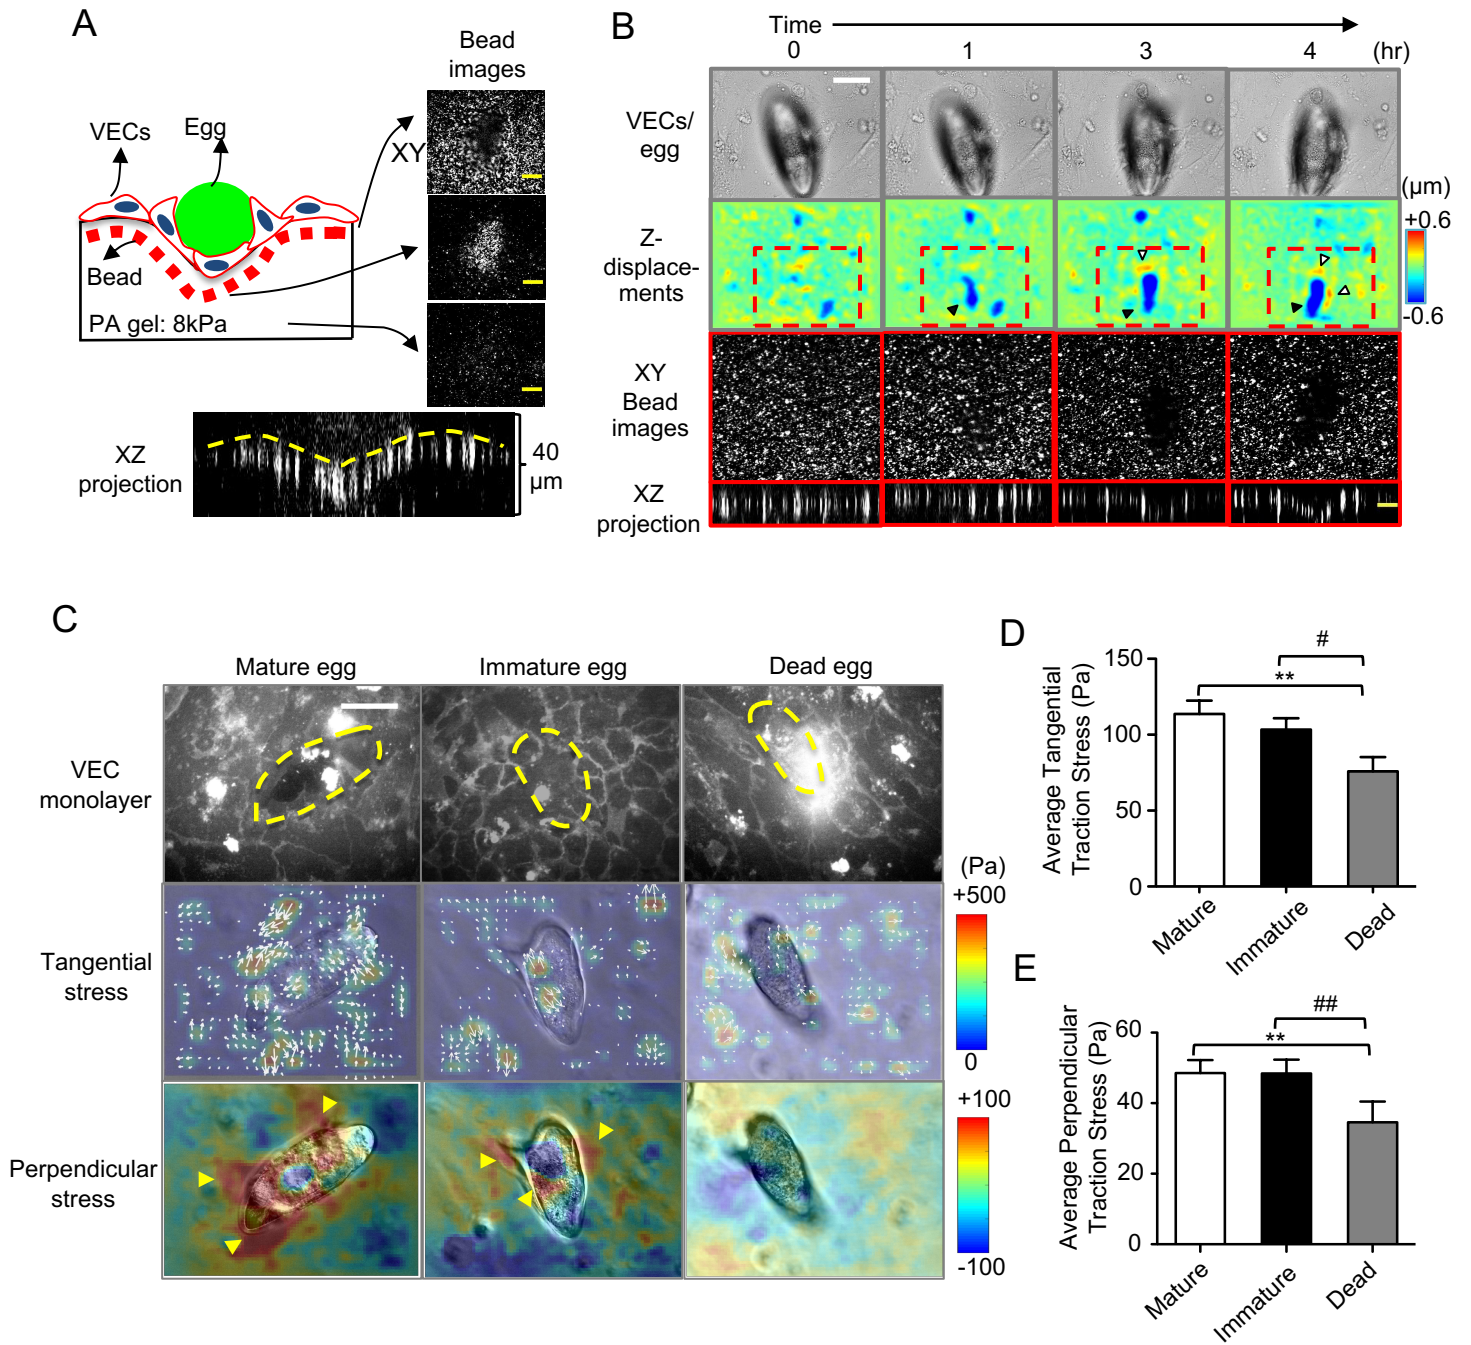 A
Bead
images
VECs
Egg
XY
Bead
PA gel: 8kPa
XZ
projection
40
µm
B
Time
0
1
3
4
(hr)
VECs/
egg
(µm)
+0.6
-0.6
Z-
displace-
ments
XY
Bead
images
XZ
projection
C
Mature egg
Immature egg
Dead egg
VEC
monolayer
(Pa)
+500
0
Tangential
stress
+100
-100
Perpendicular
stress
D
#
**
150
100
50
0
Average Tangential
Traction Stress (Pa)
Mature
Immature
Dead
E
##
**
60
40
20
0
Average Perpendicular
Traction Stress (Pa)
Mature
Immature
Dead